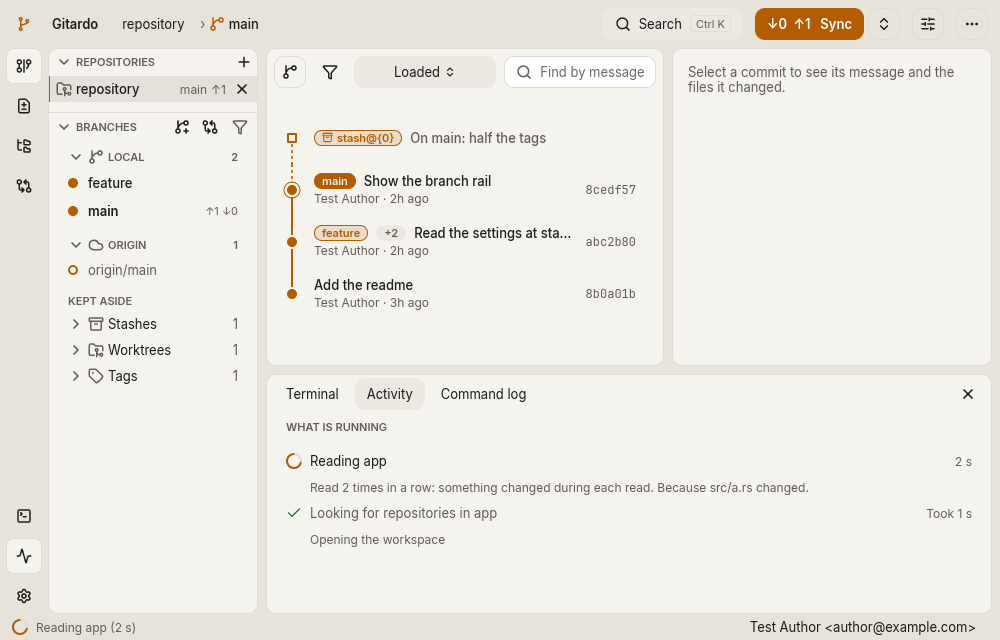 Gitardo repository › main
Search Ctrl K
↓0 ↑1 Sync
REPOSITORIES
repository main ↑1
BRANCHES
LOCAL 2
feature
main ↑1 ↓0
ORIGIN 1
origin/main
KEPT ASIDE
Stashes 1
Worktrees 1
Tags 1
Loaded
Find by message
stash@{0} On main: half the tags
main Show the branch rail
Test Author · 2h ago
8cedf57
feature +2 Read the settings at sta...
Test Author · 2h ago
abc2b80
Add the readme
Test Author · 3h ago
8b0a01b
Select a commit to see its message and the
files it changed.
Terminal Activity Command log
WHAT IS RUNNING
Reading app 2 s
Read 2 times in a row: something changed during each read. Because src/a.rs changed.
Looking for repositories in app Took 1 s
Opening the workspace
Reading app (2 s)
Test Author <author@example.com>